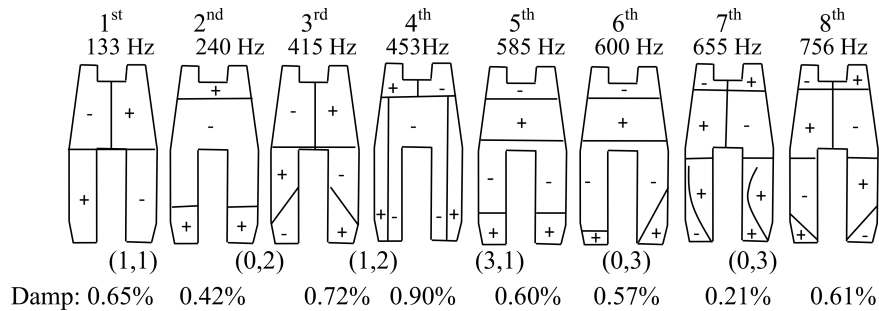 1st 2nd 3rd 4th 5th 6th 7th 8th
133 Hz 240 Hz 415 Hz 453Hz 585 Hz 600 Hz 655 Hz 756 Hz
+ + - - + - +
- + - + - - - 
- + + + + - + -
+ - + - - - - - + - +
+ + - + + - - + + + + + + -
(1,1) (0,2) (1,2) (3,1) (0,3) (0,3)
Damp: 0.65% 0.42% 0.72% 0.90% 0.60% 0.57% 0.21% 0.61%